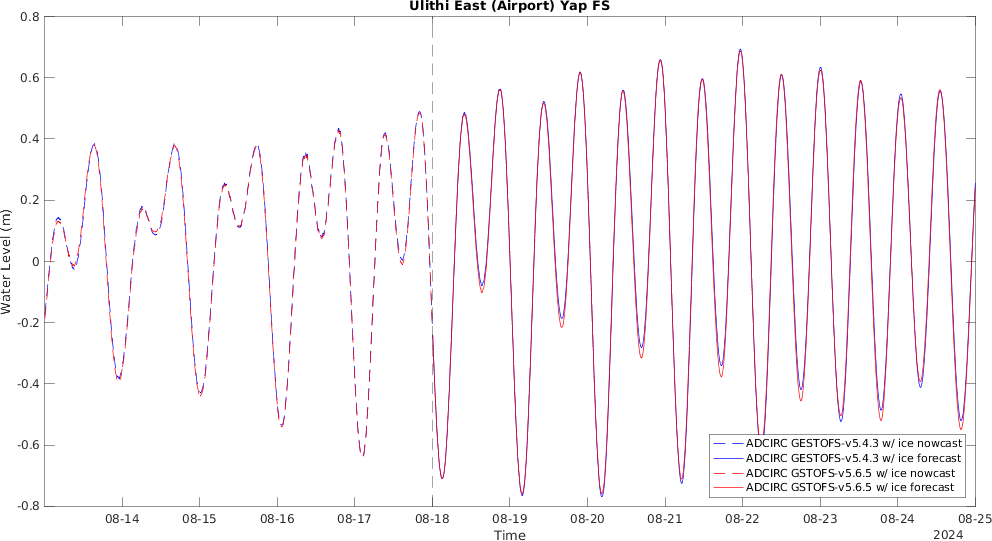 Ulithi East (Airport) Yap FS
0.8
0.6
0.4
0.2
0
-0.2
-0.4
-0.6
-0.8
Water Level (m)
08-14 08-15 08-16 08-17 08-18 08-19 08-20 08-21 08-22 08-23 08-24 08-25
Time
2024
ADCIRC GESTOFS-v5.4.3 w/ ice nowcast
ADCIRC GESTOFS-v5.4.3 w/ ice forecast
ADCIRC GSTOFS-v5.6.5 w/ ice nowcast
ADCIRC GSTOFS-v5.6.5 w/ ice forecast